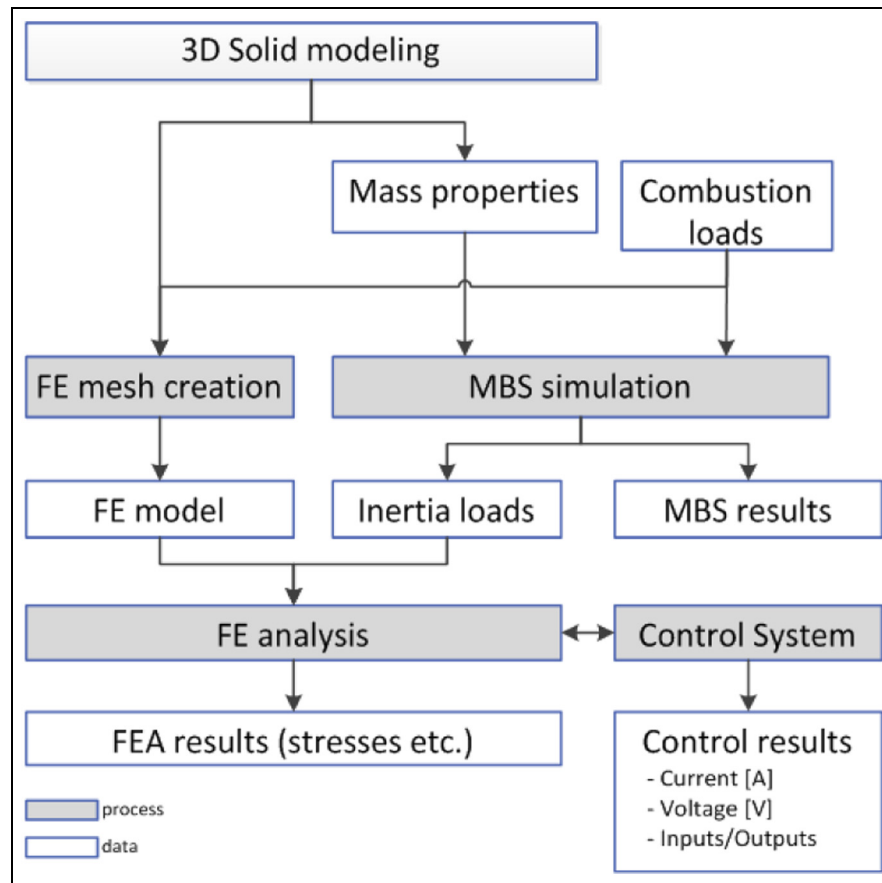 3D Solid modeling
Mass properties
Combustion
loads
FE mesh creation
MBS simulation
FE model
Inertia loads
MBS results
FE analysis
Control System
FEA results (stresses etc.)
Control results
- Current [A]
- Voltage [V]
- Inputs/Outputs
process
data